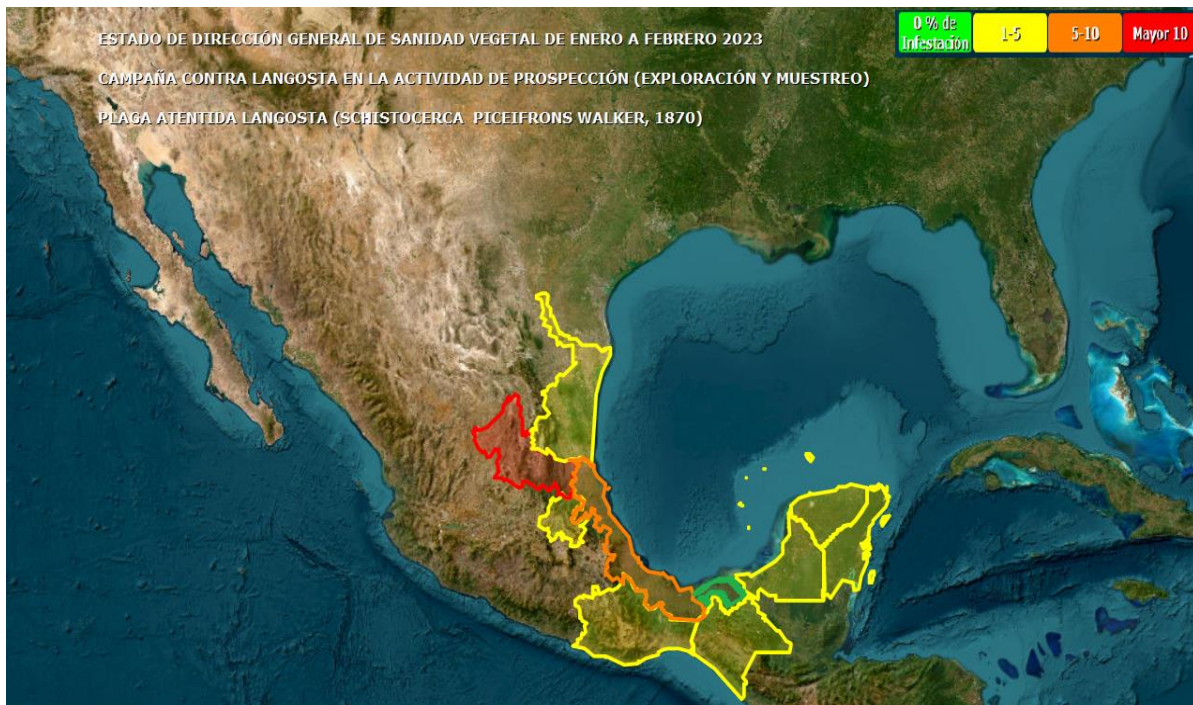 ESTADO DE DIRECCIÓN GENERAL DE SANIDAD VEGETAL DE ENERO A FEBRERO 2023
CAMPAÑA CONTRA LANGOSTA EN LA ACTIVIDAD DE PROSPECCIÓN (EXPLORACIÓN Y MUESTREO)
PLAGA ATENTIDA LANGOSTA (SCHISTOCERCA PICEIFRONS WALKER, 1870)
0 % de
Infestación
1-5
5-10
Mayor 10